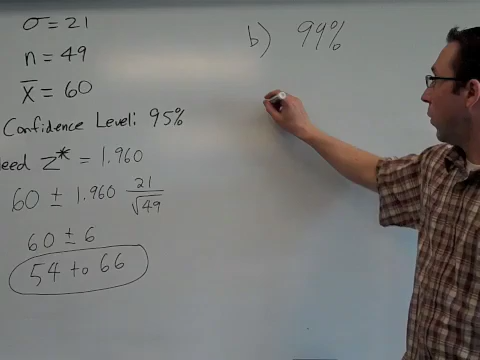 σ = 21
n = 49
x̄ = 60
Confidence Level: 95%
eed z* = 1.960
60 ± 1.960 21/√49
60 ± 6
54 to 66
b) 99%